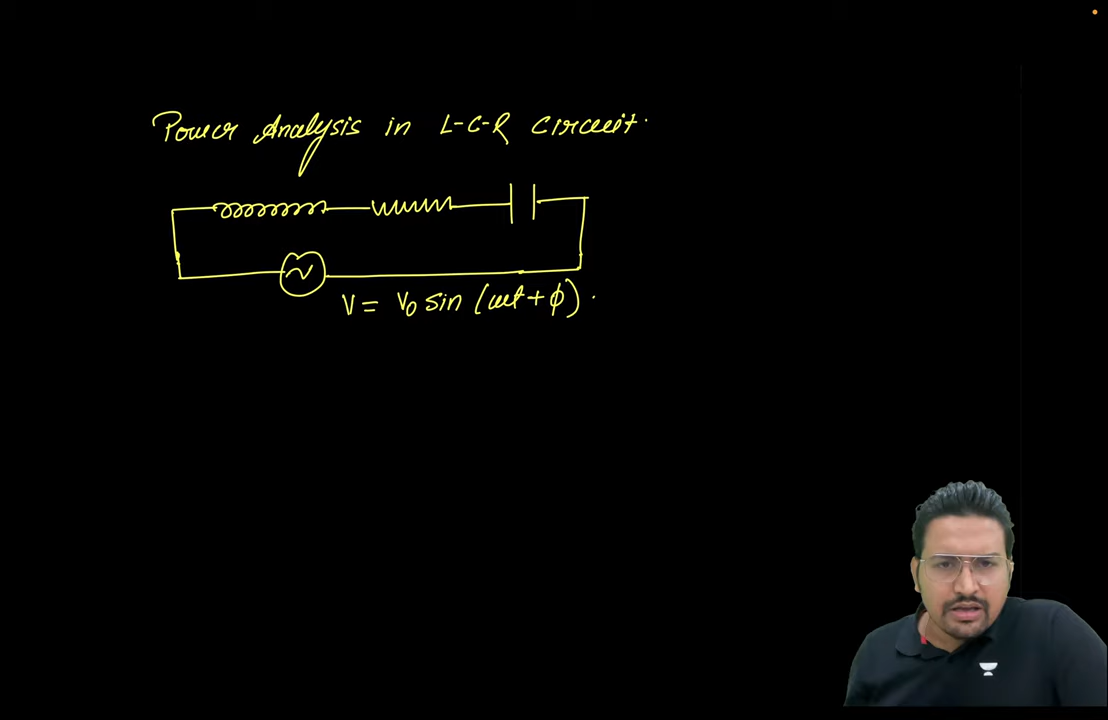 Power Analysis in L-C-R circuit.
V = V₀ sin (ωt + ϕ).